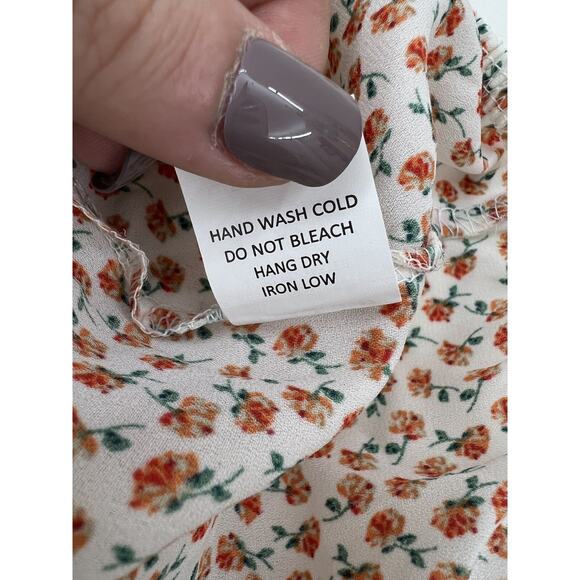 HAND WASH COLD
DO NOT BLEACH
HANG DRY
IRON LOW